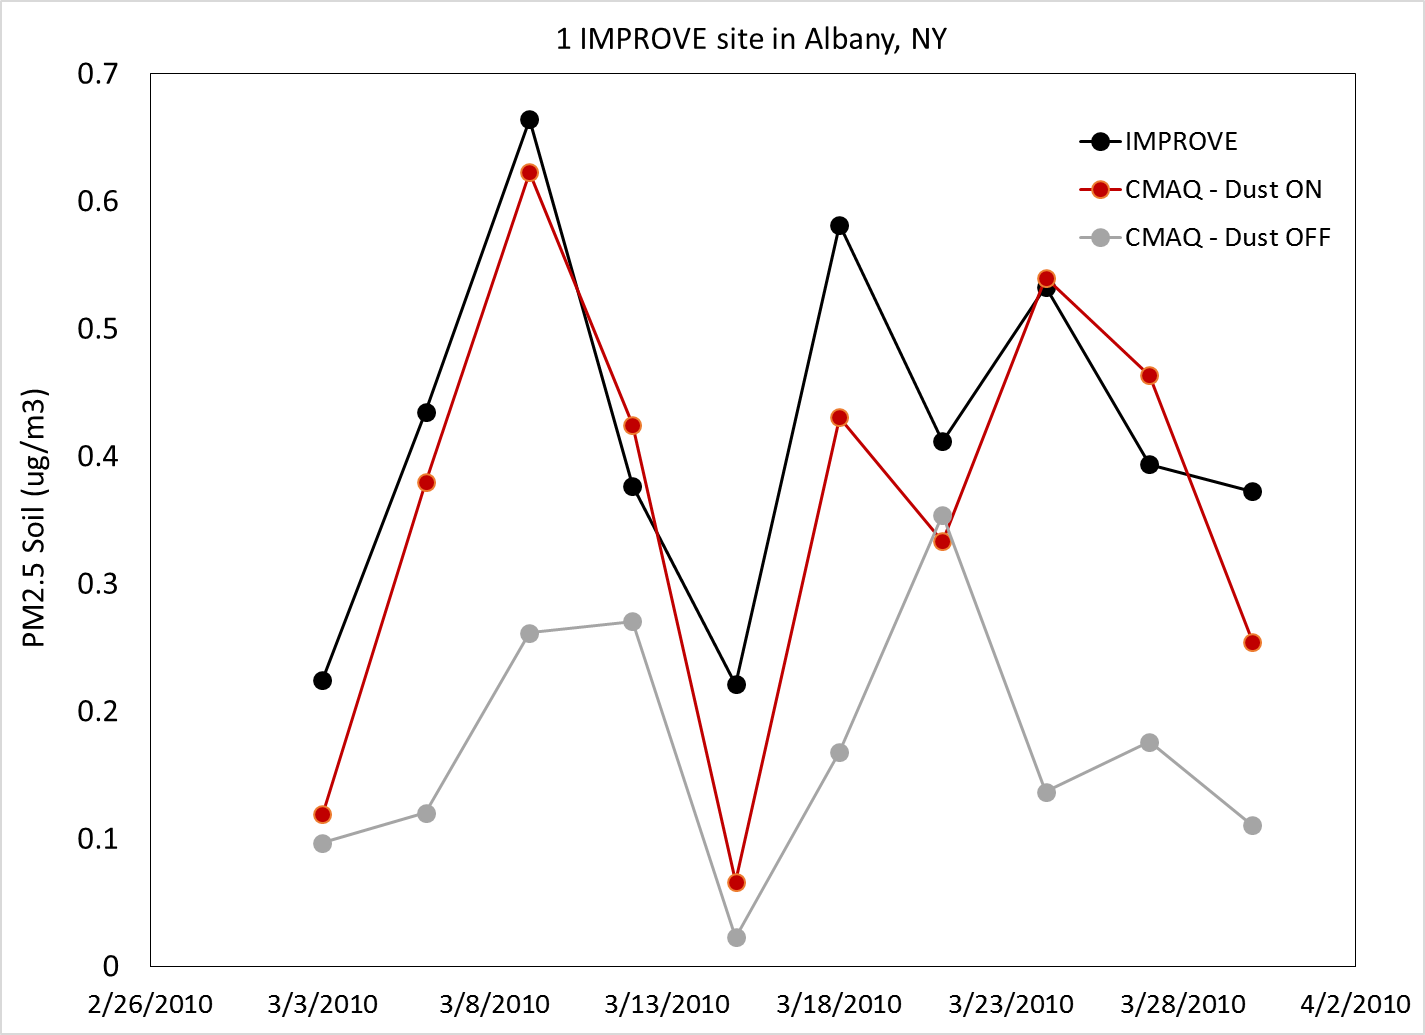 1 IMPROVE site in Albany, NY
0.7
0.6
0.5
0.4
0.3
0.2
0.1
0
PM2.5 Soil (ug/m3)
IMPROVE
CMAQ - Dust ON
CMAQ - Dust OFF
2/26/2010 3/3/2010 3/8/2010 3/13/2010 3/18/2010 3/23/2010 3/28/2010 4/2/2010